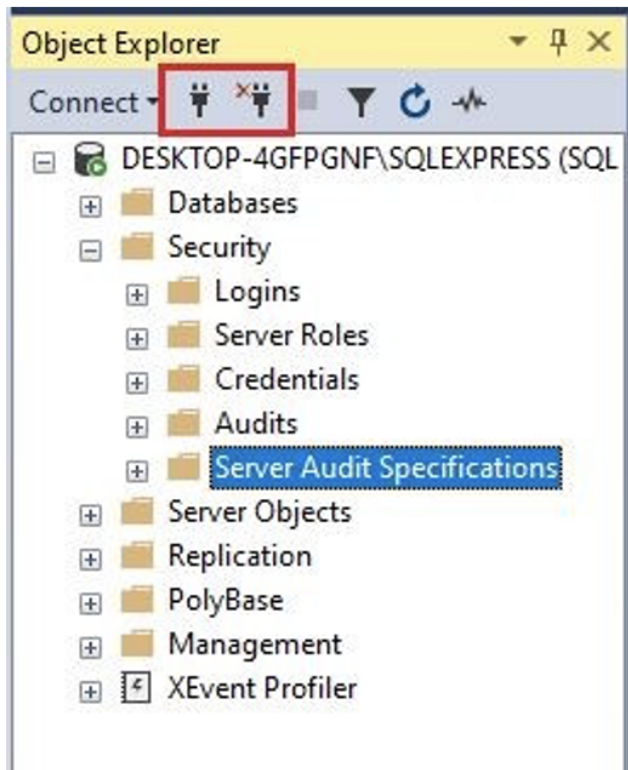 Object Explorer
Connect
DESKTOP-4GFPGNF\SQLEXPRESS (SQL
Databases
Security
Logins
Server Roles
Credentials
Audits
Server Audit Specifications
Server Objects
Replication
PolyBase
Management
XEvent Profiler